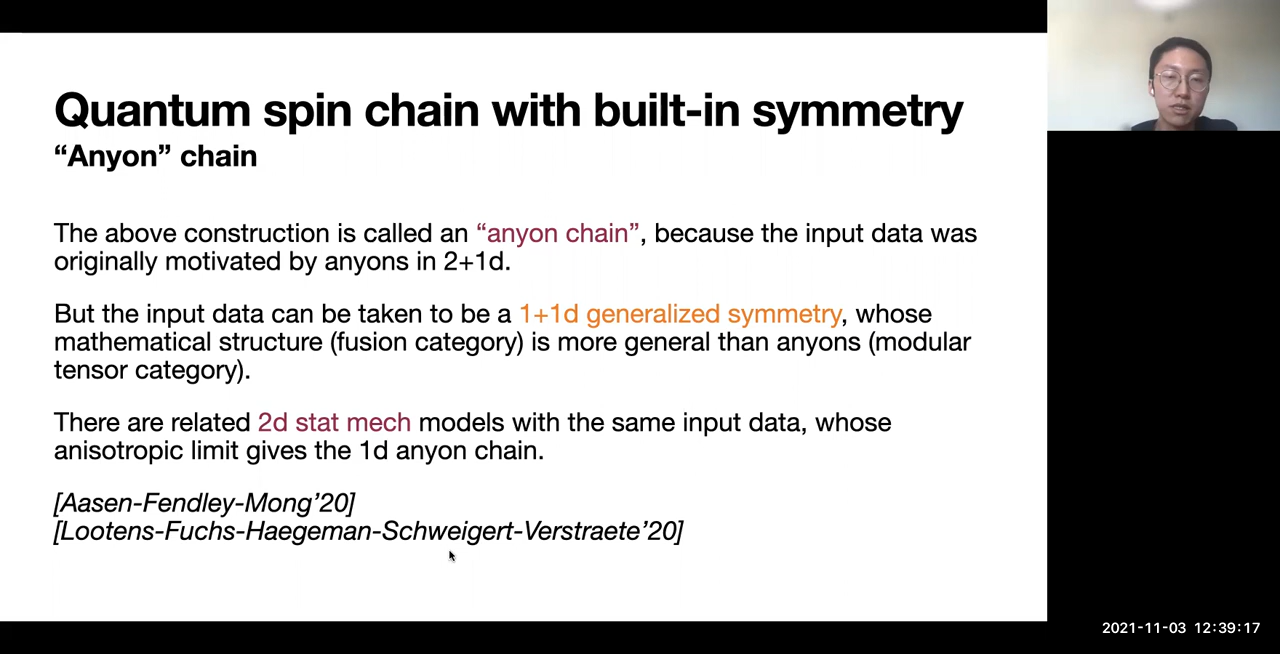 Quantum spin chain with built-in symmetry
“Anyon” chain
The above construction is called an “anyon chain”, because the input data was
originally motivated by anyons in 2+1d.
But the input data can be taken to be a 1+1d generalized symmetry, whose
mathematical structure (fusion category) is more general than anyons (modular
tensor category).
There are related 2d stat mech models with the same input data, whose
anisotropic limit gives the 1d anyon chain.
[Aasen-Fendley-Mong’20]
[Lootens-Fuchs-Haegeman-Schweigert-Verstraete’20]
2021-11-03 12:39:17